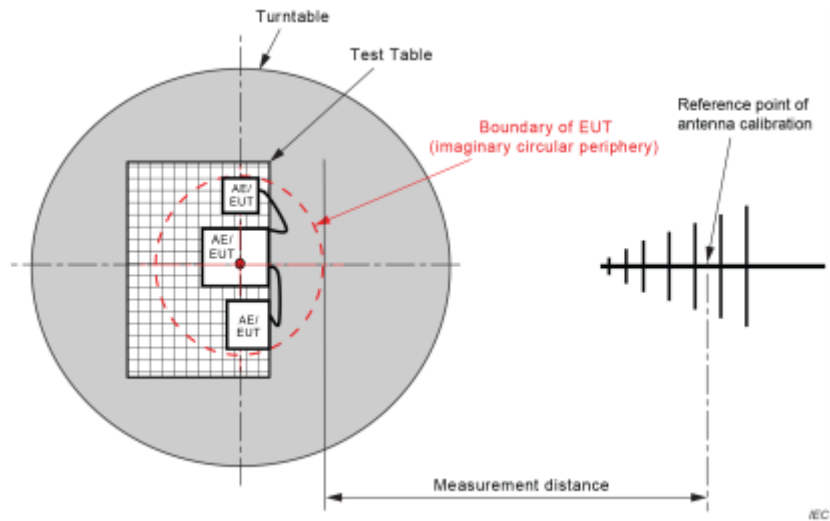 Turntable
Test Table
Boundary of EUT
(imaginary circular periphery)
Reference point of
antenna calibration
AE/
EUT
AE/
EUT
AE/
EUT
Measurement distance
IEC